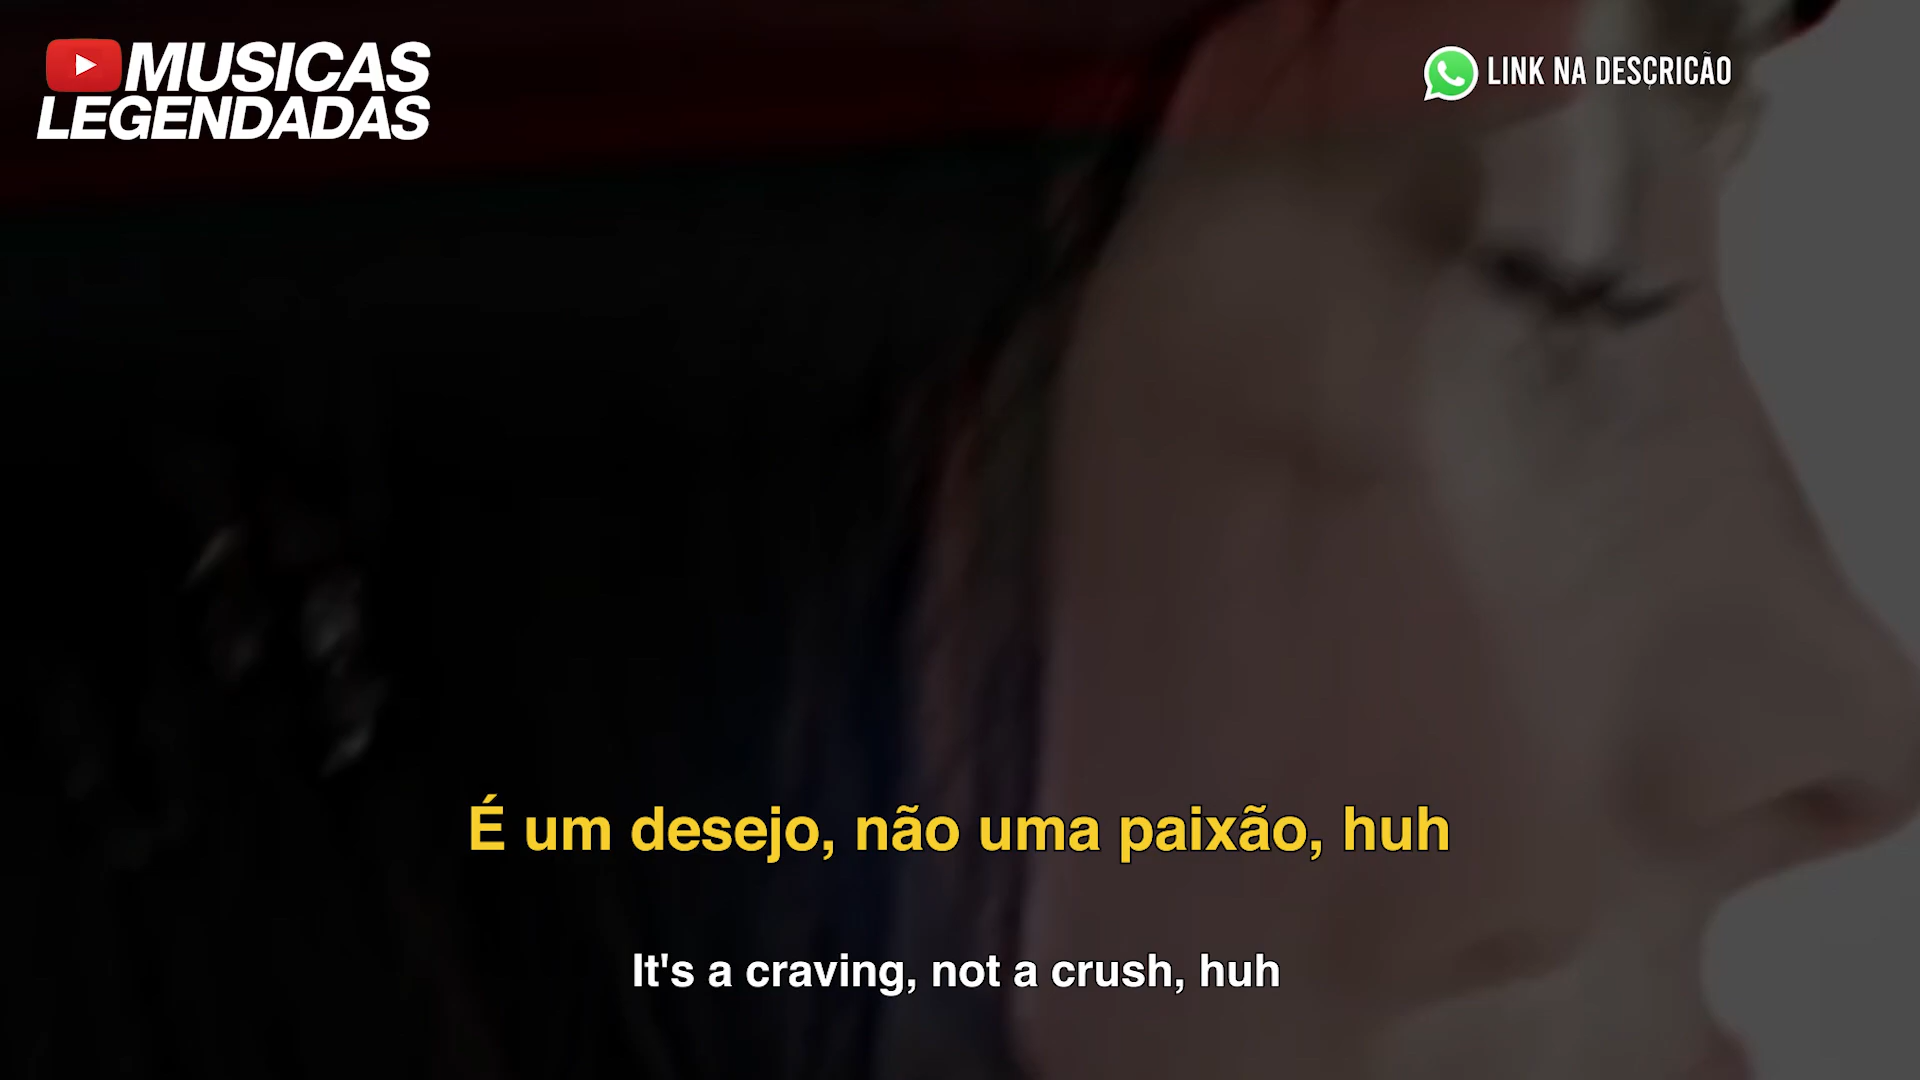 MUSICAS
LEGENDADAS
LINK NA DESCRIÇÃO
É um desejo, não uma paixão, huh
It's a craving, not a crush, huh